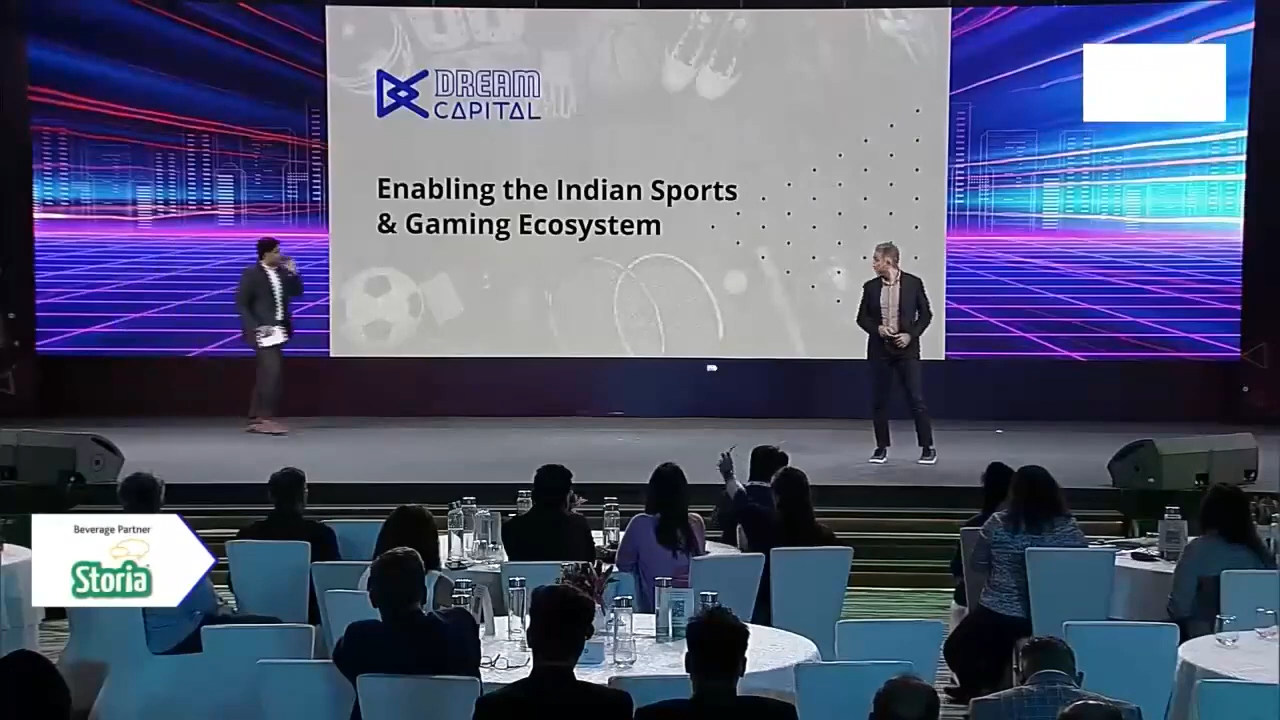 DREAM
CAPITAL
Enabling the Indian Sports
& Gaming Ecosystem
Beverage Partner
Storia